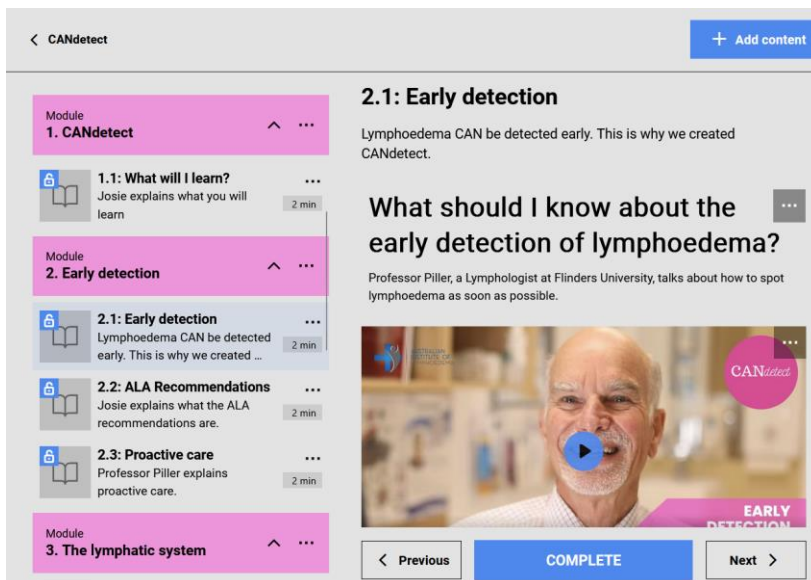 CANdetect
+ Add content
Module
1. CANdetect
1.1: What will I learn?
Josie explains what you will
learn
2 min
Module
2. Early detection
2.1: Early detection
Lymphoedema CAN be detected
early. This is why we created ...
2 min
2.2: ALA Recommendations
Josie explains what the ALA
recommendations are.
2 min
2.3: Proactive care
Professor Piller explains
proactive care.
2 min
Module
3. The lymphatic system
2.1: Early detection
Lymphoedema CAN be detected early. This is why we created
CANdetect.
What should I know about the
early detection of lymphoedema?
Professor Piller, a Lymphologist at Flinders University, talks about how to spot
lymphoedema as soon as possible.
AUSTRALIAN
INSTITUTE OF
CANdetect
EARLY
DETECTION
Previous
COMPLETE
Next